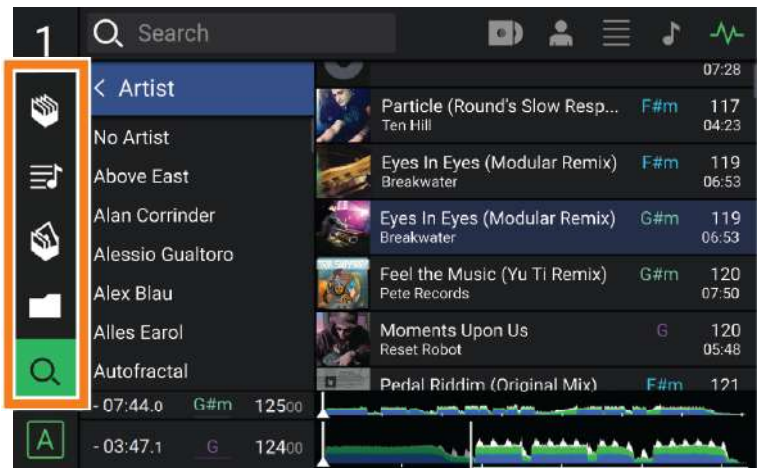 1
Search
< Artist
No Artist
Above East
Alan Corrinder
Alessio Gualtoro
Alex Blau
Alles Earol
Autofractal
07:28
Particle (Round's Slow Resp... F#m 117
Ten Hill 04:23
Eyes In Eyes (Modular Remix) F#m 119
Breakwater 06:53
Eyes In Eyes (Modular Remix) G#m 119
Breakwater 06:53
Feel the Music (Yu Ti Remix) G#m 120
Pete Records 07:50
Moments Upon Us G 120
Reset Robot 05:48
Pedal Riddim (Original Mix) F#m 121
- 07:44.0 G#m 12500
A
- 03:47.1 G 12400